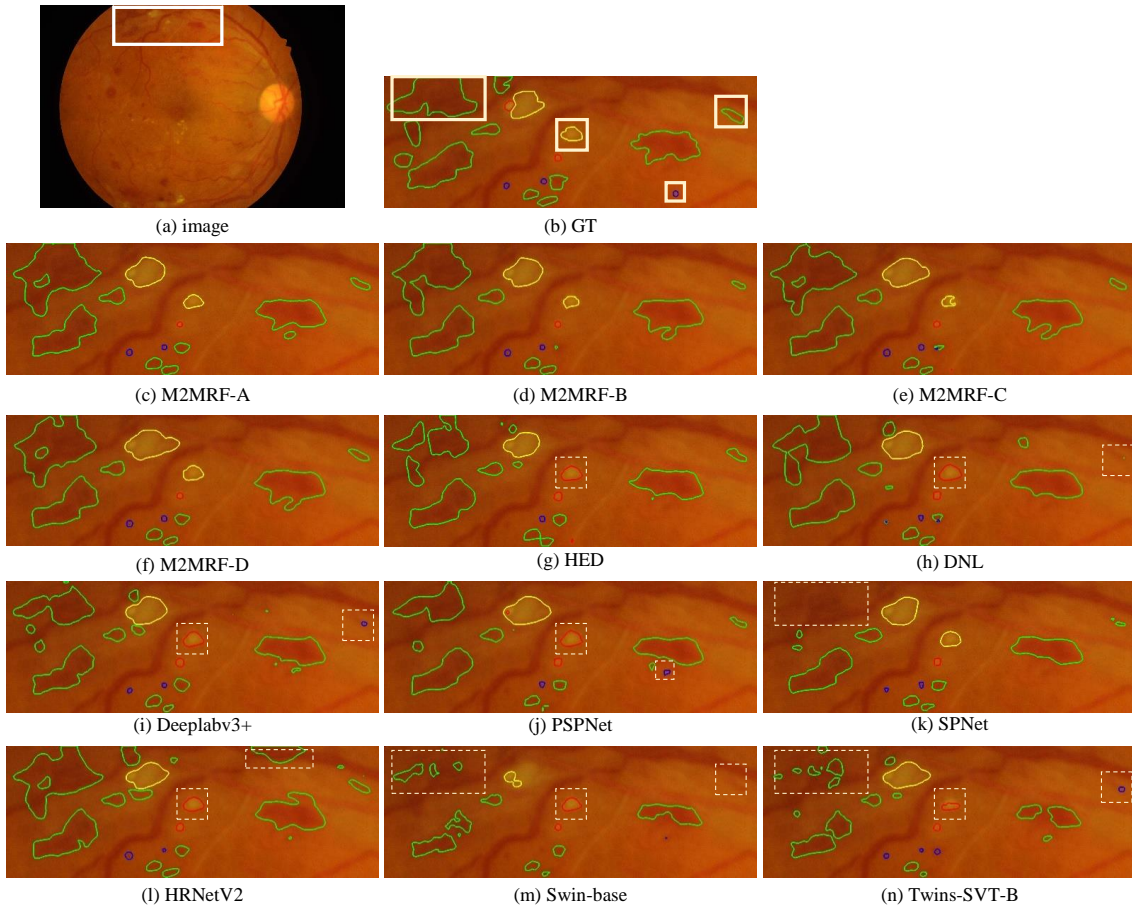 (a) image
(b) GT
(c) M2MRF-A
(d) M2MRF-B
(e) M2MRF-C
(f) M2MRF-D
(g) HED
(h) DNL
(i) Deeplabv3+
(j) PSPNet
(k) SPNet
(l) HRNetV2
(m) Swin-base
(n) Twins-SVT-B